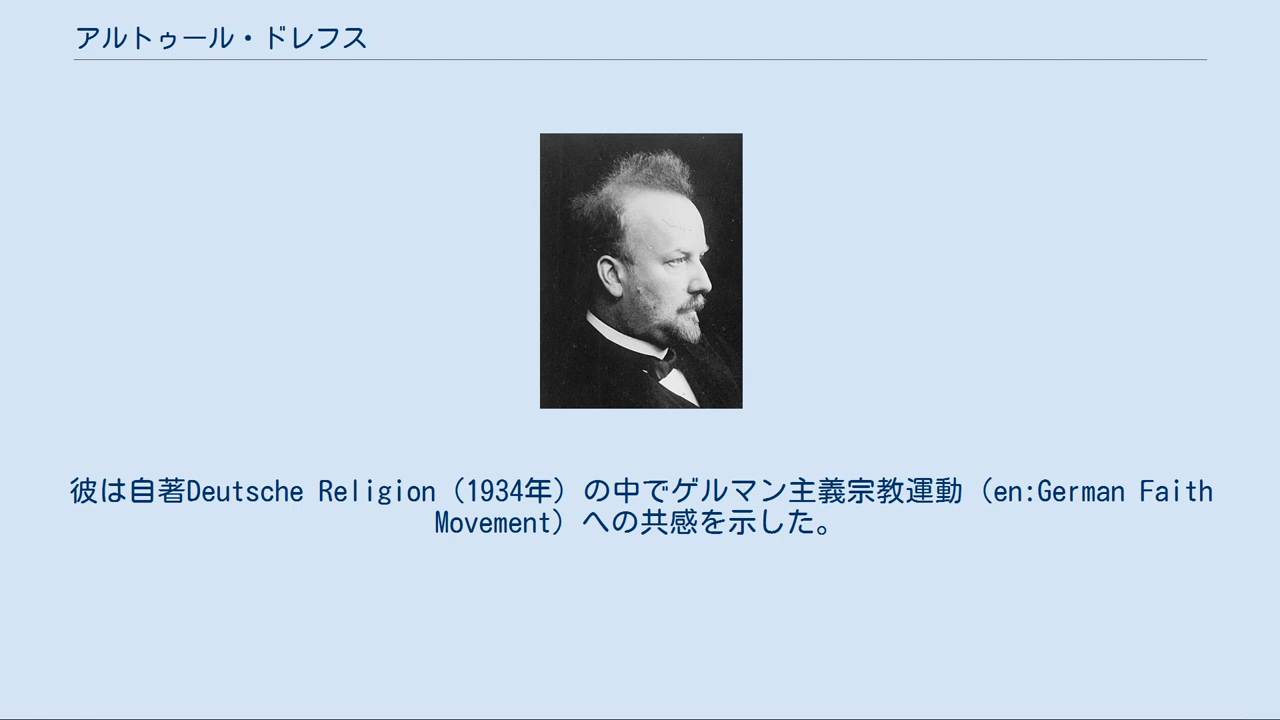 アルトゥール・ドレフス
彼は自著Deutsche Religion（1934年）の中でゲルマン主義宗教運動（en:German Faith
Movement）への共感を示した。